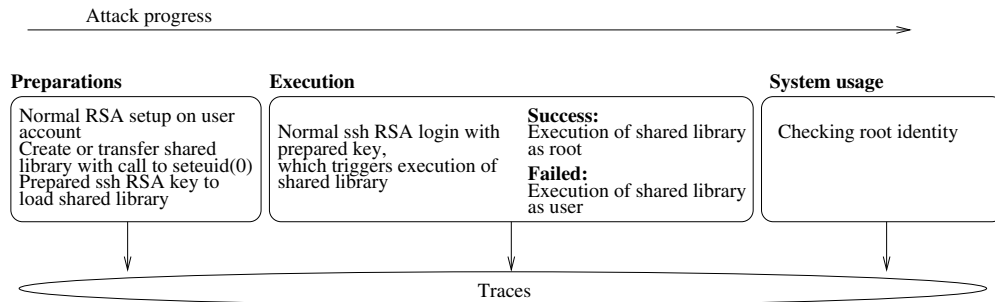 Attack progress
Preparations
Normal RSA setup on user
account
Create or transfer shared
library with call to seteuid(0)
Prepared ssh RSA key to
load shared library
Execution
Normal ssh RSA login with
prepared key,
which triggers execution of
shared library
Success:
Execution of shared library
as root
Failed:
Execution of shared library
as user
System usage
Checking root identity
Traces